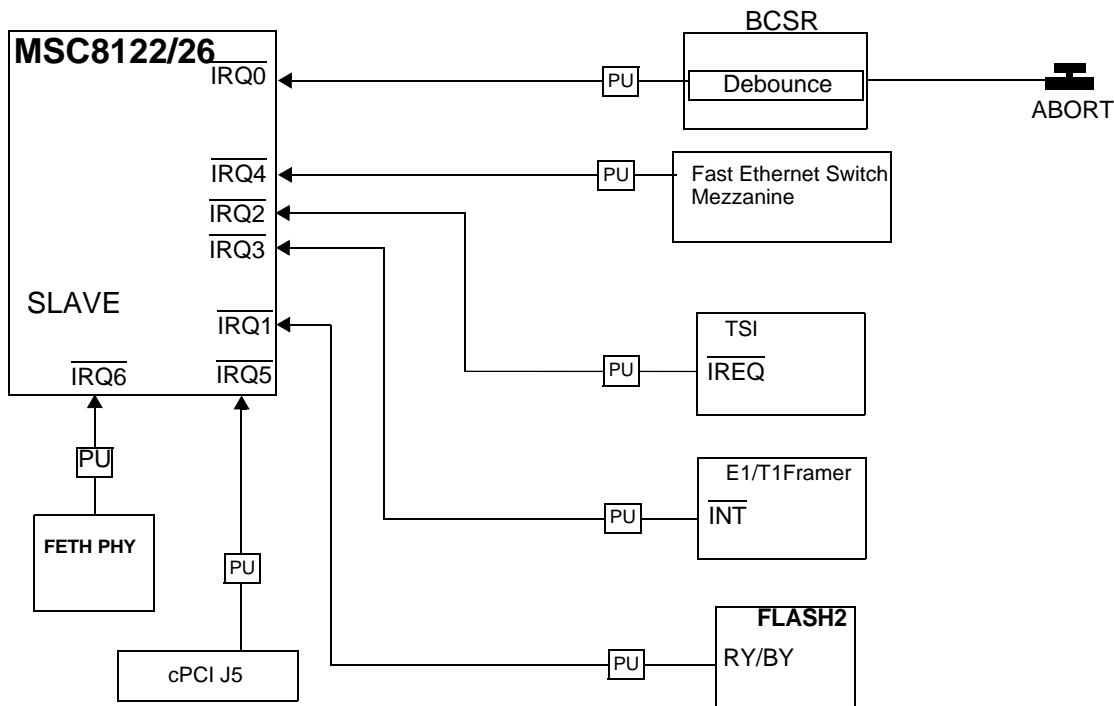 BCSR
MSC8122/26
IRQ0
PU
Debounce
ABORT
IRQ4
PU
Fast Ethernet Switch
Mezzanine
IRQ2
IRQ3
SLAVE
IRQ1
TSI
IRQ6
IRQ5
PU
IREQ
PU
E1/T1Framer
PU
INT
FETH PHY
PU
FLASH2
cPCI J5
PU
RY/BY